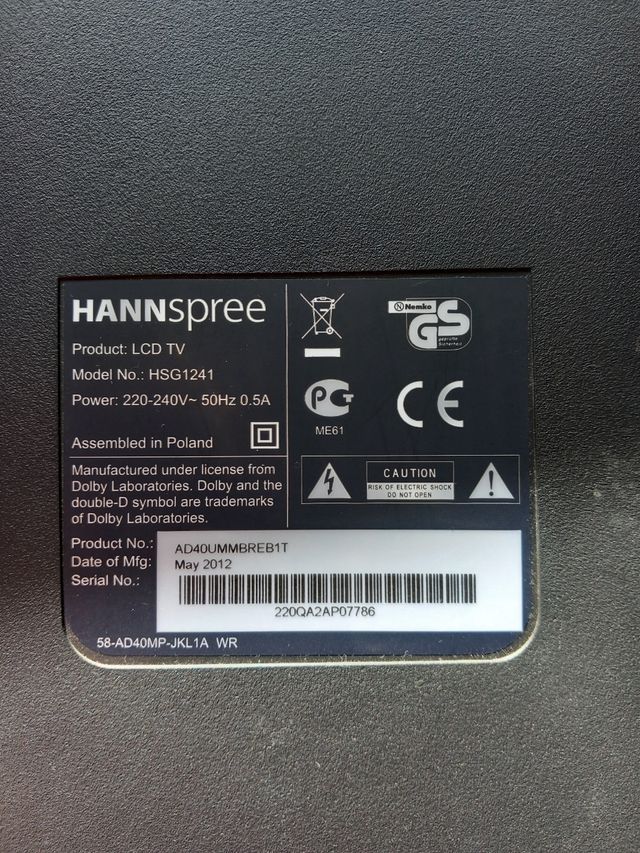 HANNspree
Product: LCD TV
Model No.: HSG1241
Power: 220-240V~ 50Hz 0.5A
Assembled in Poland
Manufactured under license from
Dolby Laboratories. Dolby and the
double-D symbol are trademarks
of Dolby Laboratories.
N Nemko
GS
geprüfte
Sicherheit
PG
ME61
CE
CAUTION
RISK OF ELECTRIC SHOCK
DO NOT OPEN
Product No.: AD40UMMBREB1T
Date of Mfg: May 2012
Serial No.:
220QA2AP07786
58-AD40MP-JKL1A WR